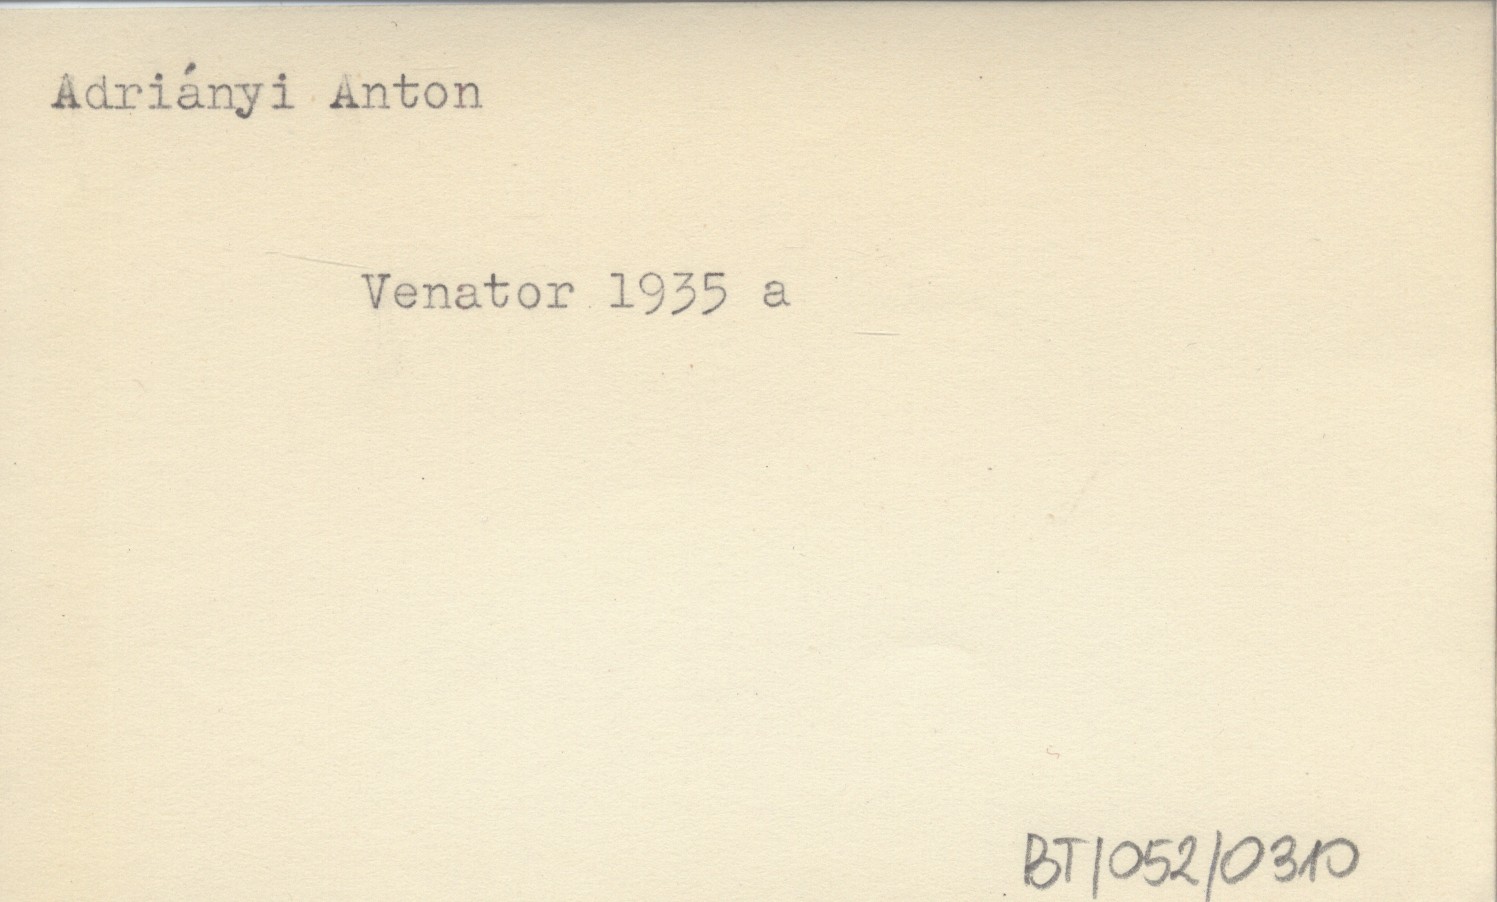 Adriányi Anton
Venator 1935 a
BT/052/0310